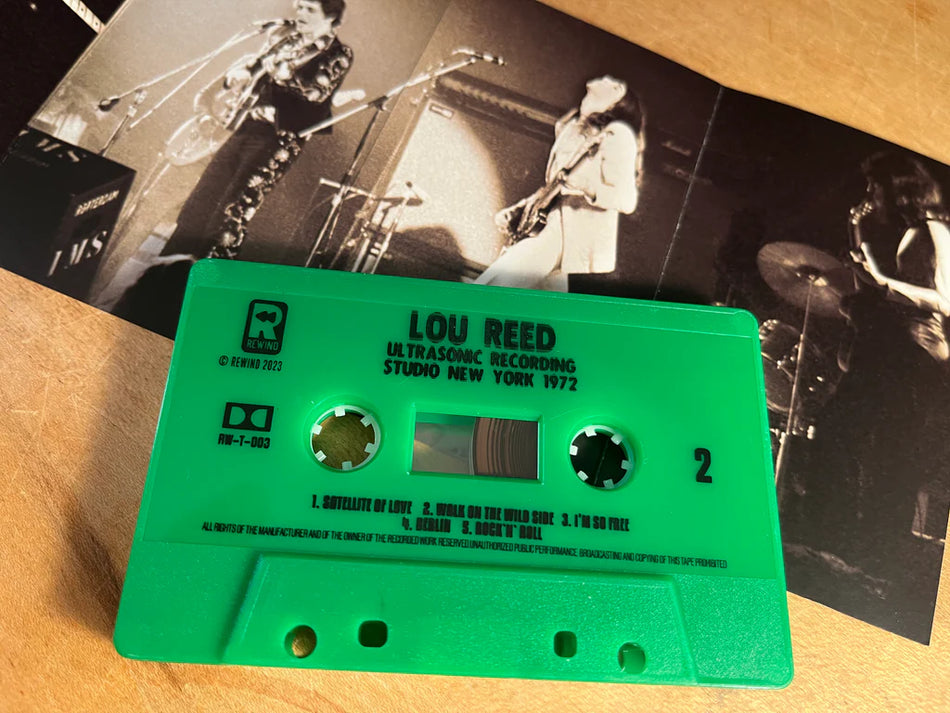 REWIND
© REWIND 2023
LOU REED
ULTRASONIC RECORDING
STUDIO NEW YORK 1972
RW-T-003
2
1. SATELLITE OF LOVE 2. WALK ON THE WILD SIDE 3. I'M SO FREE
4. BERLIN 5. ROCK'N'ROLL
ALL RIGHTS OF THE MANUFACTURER AND OF THE OWNER OF THE RECORDED WORK RESERVED.UNAUTHORIZED PUBLIC PERFORMANCE BROADCASTING AND COPYING OF THIS TAPE PROHIBITED